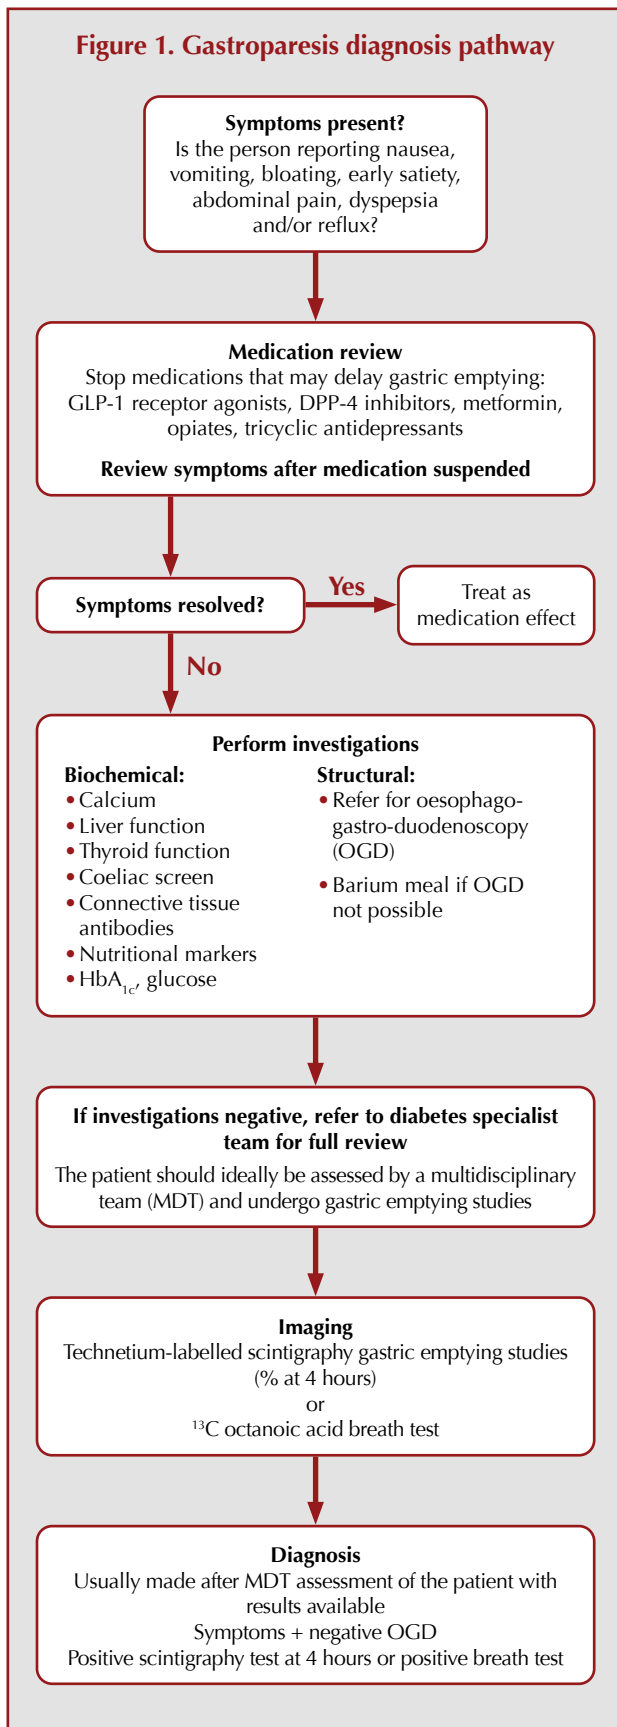 Figure 1. Gastroparesis diagnosis pathway
Symptoms present?
Is the person reporting nausea,
vomiting, bloating, early satiety,
abdominal pain, dyspepsia
and/or reflux?
Medication review
Stop medications that may delay gastric emptying:
GLP-1 receptor agonists, DPP-4 inhibitors, metformin,
opiates, tricyclic antidepressants
Review symptoms after medication suspended
Symptoms resolved?
Yes
Treat as
medication effect
No
Perform investigations
Biochemical:
• Calcium
• Liver function
• Thyroid function
• Coeliac screen
• Connective tissue
antibodies
• Nutritional markers
• HbA1c, glucose
Structural:
• Refer for oesophago-
gastro-duodenoscopy
(OGD)
• Barium meal if OGD
not possible
If investigations negative, refer to diabetes specialist
team for full review
The patient should ideally be assessed by a multidisciplinary
team (MDT) and undergo gastric emptying studies
Imaging
Technetium-labelled scintigraphy gastric emptying studies
(% at 4 hours)
or
¹³C octanoic acid breath test
Diagnosis
Usually made after MDT assessment of the patient with
results available
Symptoms + negative OGD
Positive scintigraphy test at 4 hours or positive breath test